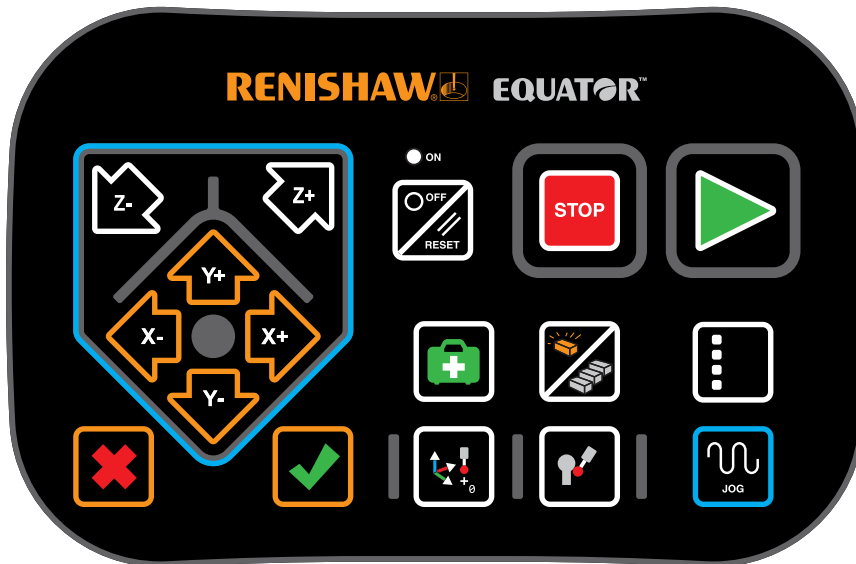 RENISHAW® EQUATOR™
ON
Z-
Z+
OFF
RESET
STOP
Y+
X-
X+
Y-
+0
JOG